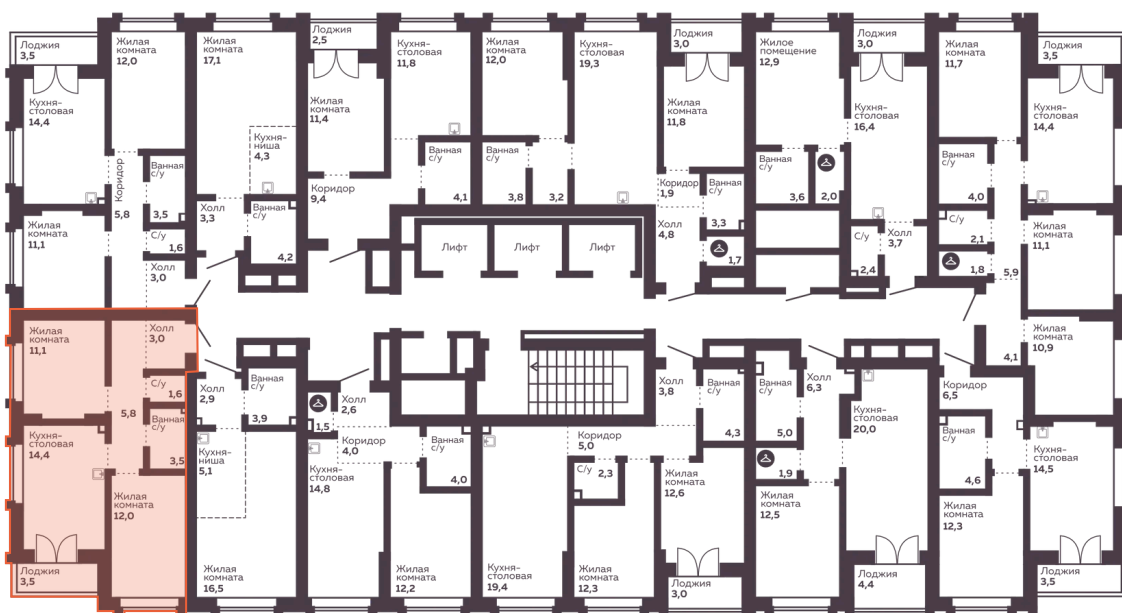 Лоджия
3,5
Жилая
комната
12,0
Жилая
комната
17,1
Лоджия
2,5
Кухня-
столовая
11,8
Жилая
комната
12,0
Кухня-
столовая
19,3
Лоджия
3,0
Жилое
помещение
12,9
Лоджия
3,0
Жилая
комната
11,7
Лоджия
3,5
Кухня-
столовая
14,4
Жилая
комната
11,4
Жилая
комната
11,8
Кухня-
столовая
16,4
Кухня-
столовая
14,4
Кухня-
ниша
4,3
Коридор
5,8
Ванная
с/у
3,5
Холл
3,3
Ванная
с/у
4,2
Коридор
9,4
Ванная
с/у
4,1
Ванная
с/у
3,8
3,2
Коридор
1,9
Ванная
с/у
3,3
Холл
4,8
1,7
Ванная
с/у
3,6
2,0
С/у
2,4
Холл
3,7
Ванная
с/у
4,0
С/у
2,1
1,8
5,9
Жилая
комната
11,1
Жилая
комната
11,1
С/у
1,6
Холл
3,0
Лифт
Лифт
Лифт
Жилая
комната
11,1
Холл
3,0
С/у
1,6
5,8
Ванная
с/у
3,5
Кухня-
столовая
14,4
Жилая
комната
12,0
Лоджия
3,5
Холл
2,9
Ванная
с/у
3,9
Кухня-
ниша
5,1
Жилая
комната
16,5
Холл
2,6
1,5
Коридор
4,0
Кухня-
столовая
14,8
Ванная
с/у
4,0
Жилая
комната
12,2
Кухня-
столовая
19,4
Коридор
5,0
С/у
2,3
Жилая
комната
12,3
Холл
3,8
Ванная
с/у
4,3
Жилая
комната
12,6
Лоджия
3,0
Ванная
с/у
5,0
Холл
6,3
1,9
Жилая
комната
12,5
Кухня-
столовая
20,0
Лоджия
4,4
Коридор
6,5
4,1
Жилая
комната
10,9
Ванная
с/у
4,6
Кухня-
столовая
14,5
Жилая
комната
12,3
Лоджия
3,5